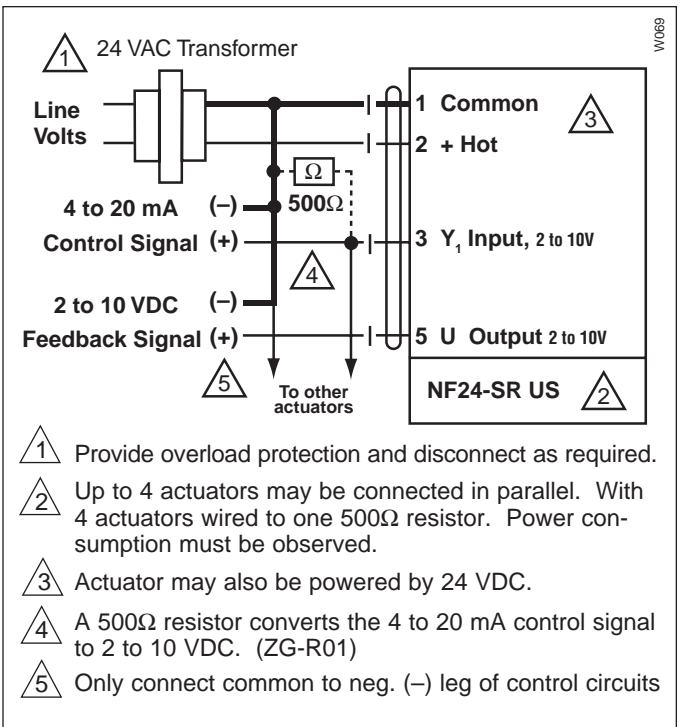 W069
1 24 VAC Transformer
Line
Volts
1 Common
3
2 + Hot
Ω
500Ω
4 to 20 mA (–)
Control Signal (+)
3 Y1 Input, 2 to 10V
4
2 to 10 VDC (–)
Feedback Signal (+)
5 U Output 2 to 10V
5
To other
actuators
NF24-SR US 2
1 Provide overload protection and disconnect as required.
2 Up to 4 actuators may be connected in parallel. With
4 actuators wired to one 500Ω resistor. Power con-
sumption must be observed.
3 Actuator may also be powered by 24 VDC.
4 A 500Ω resistor converts the 4 to 20 mA control signal
to 2 to 10 VDC. (ZG-R01)
5 Only connect common to neg. (–) leg of control circuits